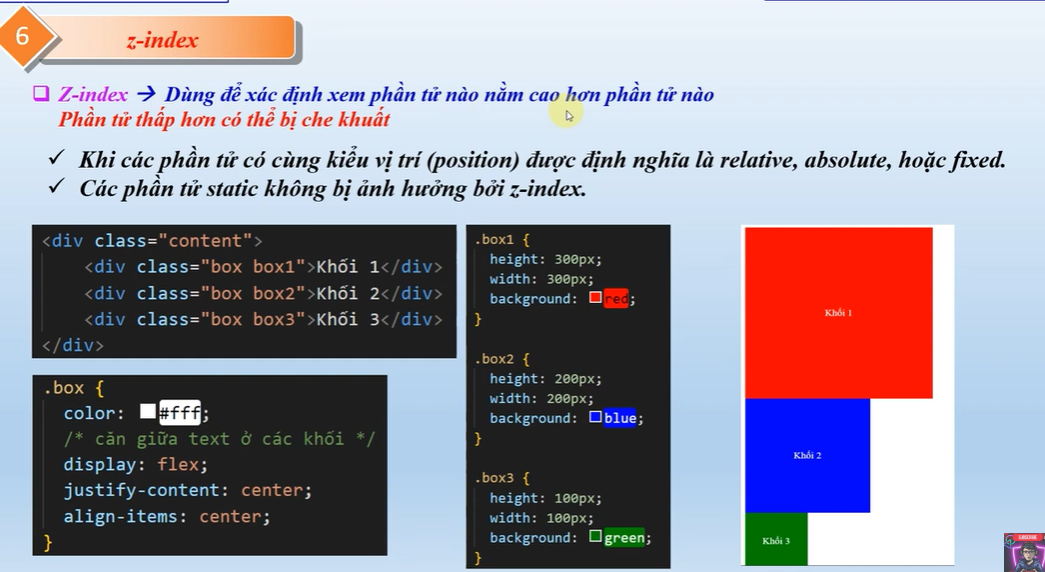 6
z-index
Z-index → Dùng để xác định xem phần tử nào nằm cao hơn phần tử nào
Phần tử thấp hơn có thể bị che khuất
✓ Khi các phần tử có cùng kiểu vị trí (position) được định nghĩa là relative, absolute, hoặc fixed.
✓ Các phần tử static không bị ảnh hưởng bởi z-index.
<div class="content">
<div class="box box1">Khối 1</div>
<div class="box box2">Khối 2</div>
<div class="box box3">Khối 3</div>
</div>
.box {
color: #fff;
/* căn giữa text ở các khối */
display: flex;
justify-content: center;
align-items: center;
}
.box1 {
height: 300px;
width: 300px;
background: red;
}
.box2 {
height: 200px;
width: 200px;
background: blue;
}
.box3 {
height: 100px;
width: 100px;
background: green;
}
Khối 1
Khối 2
Khối 3